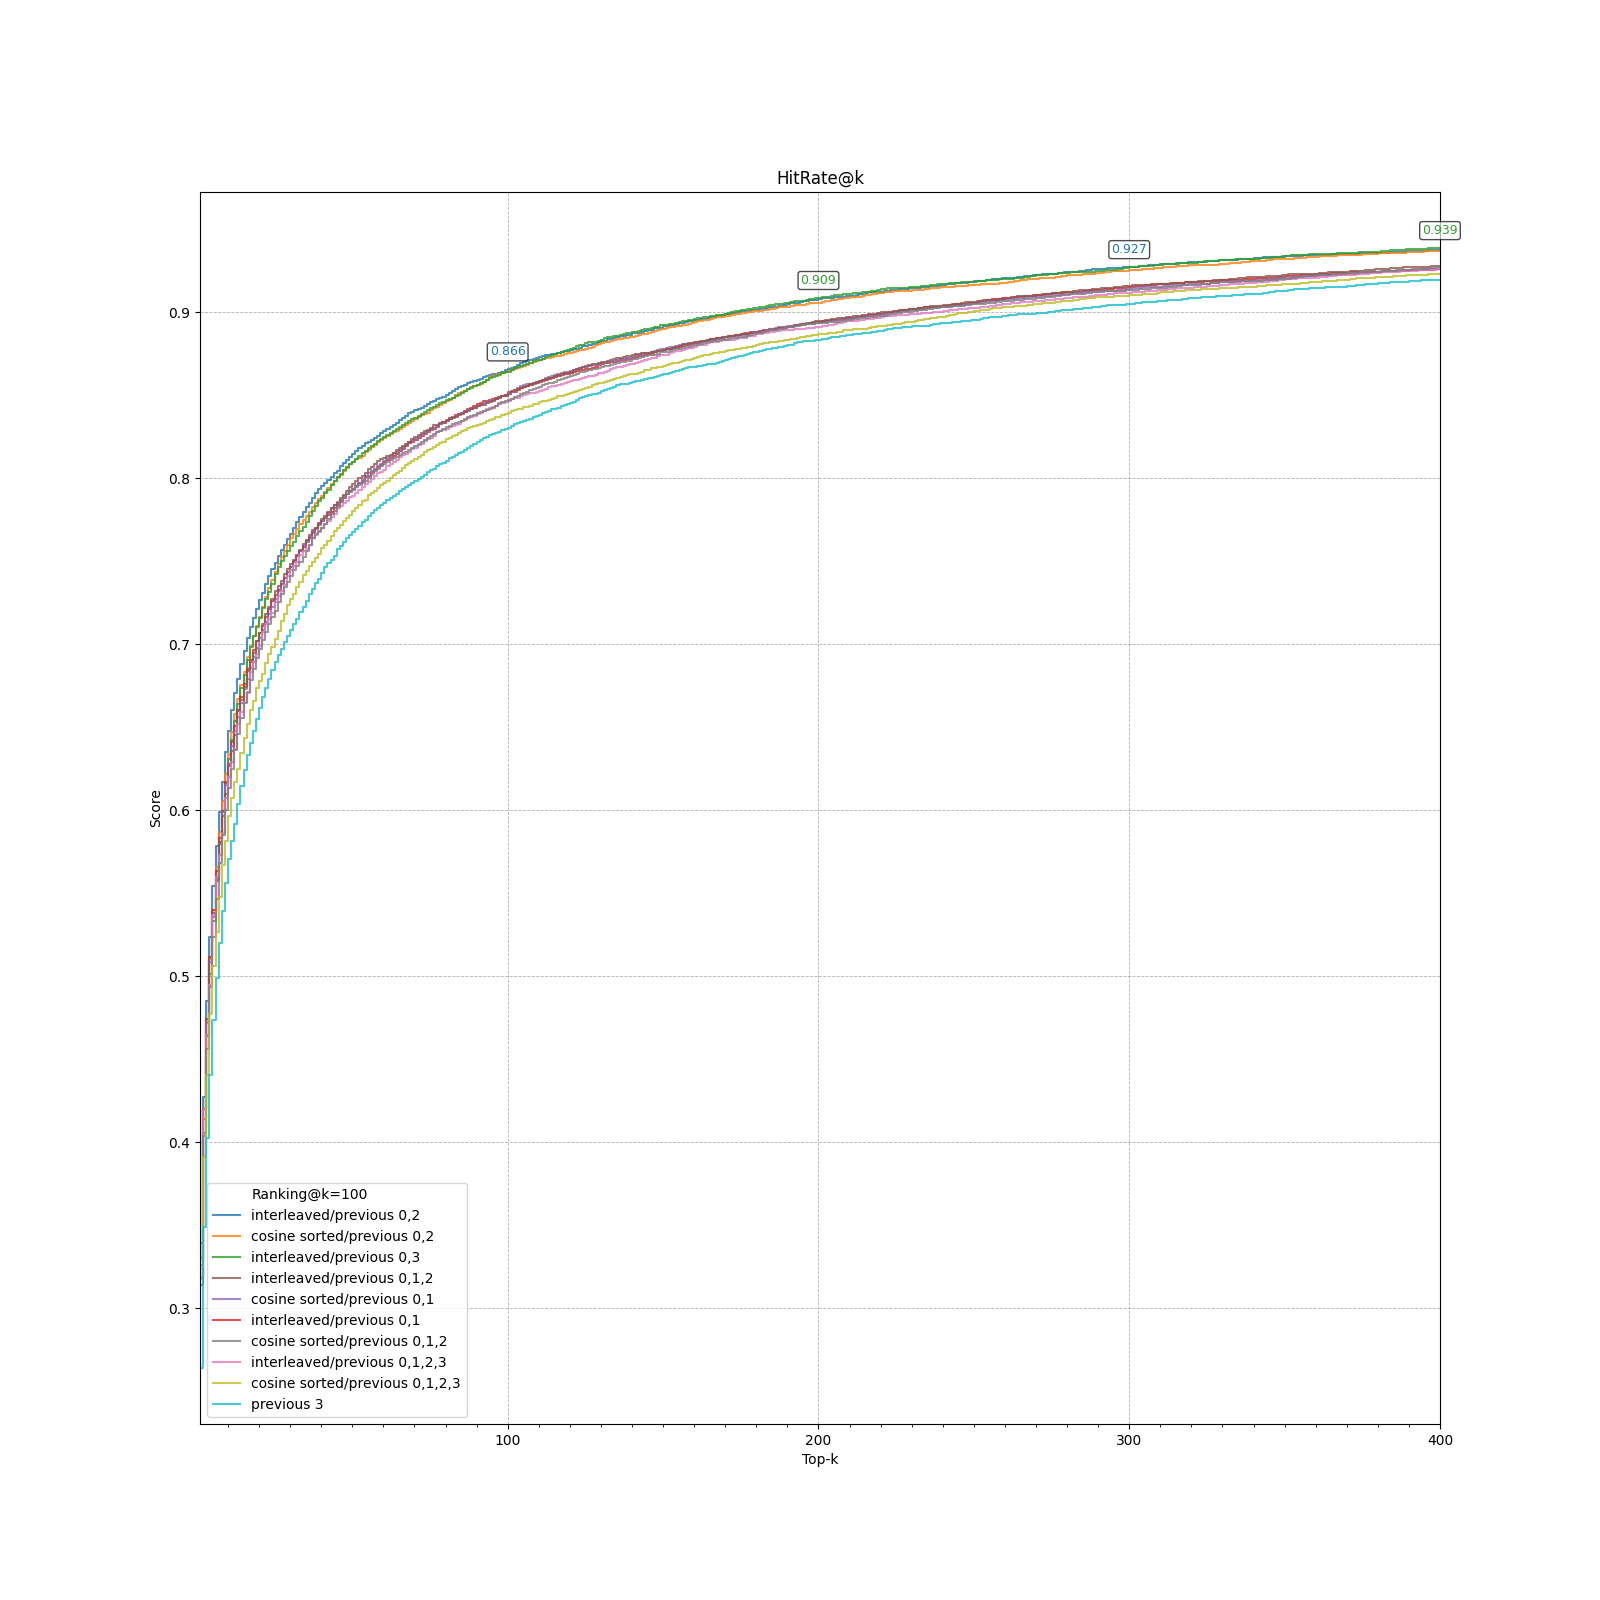 HitRate@k
0.939
0.927
0.909
0.9
0.866
0.8
0.7
0.6
Score
0.5
0.4
0.3
Ranking@k=100
interleaved/previous 0,2
cosine sorted/previous 0,2
interleaved/previous 0,3
interleaved/previous 0,1,2
cosine sorted/previous 0,1
interleaved/previous 0,1
cosine sorted/previous 0,1,2
interleaved/previous 0,1,2,3
cosine sorted/previous 0,1,2,3
previous 3
100 200 300 400
Top-k